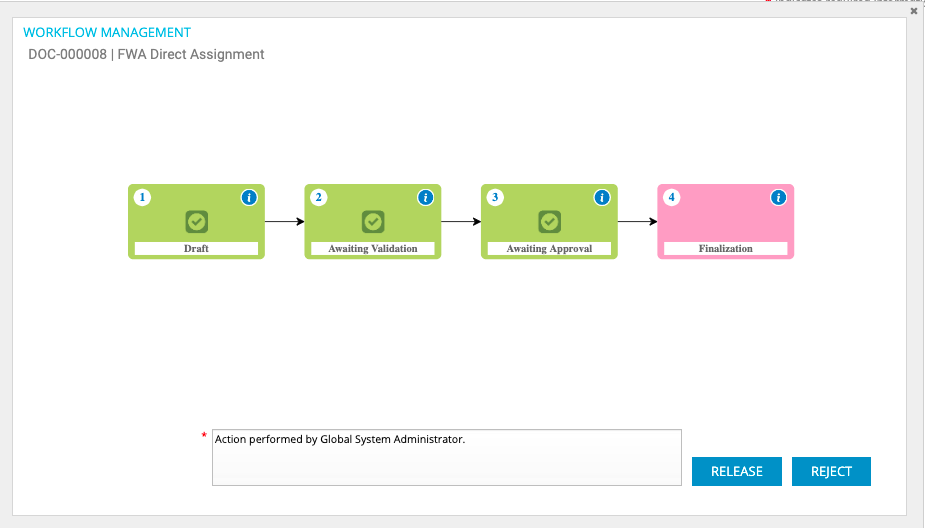 WORKFLOW MANAGEMENT
DOC-000008 | FWA Direct Assignment
1 i
2 i
3 i
4 i
Draft
Awaiting Validation
Awaiting Approval
Finalization
* Action performed by Global System Administrator.
RELEASE
REJECT